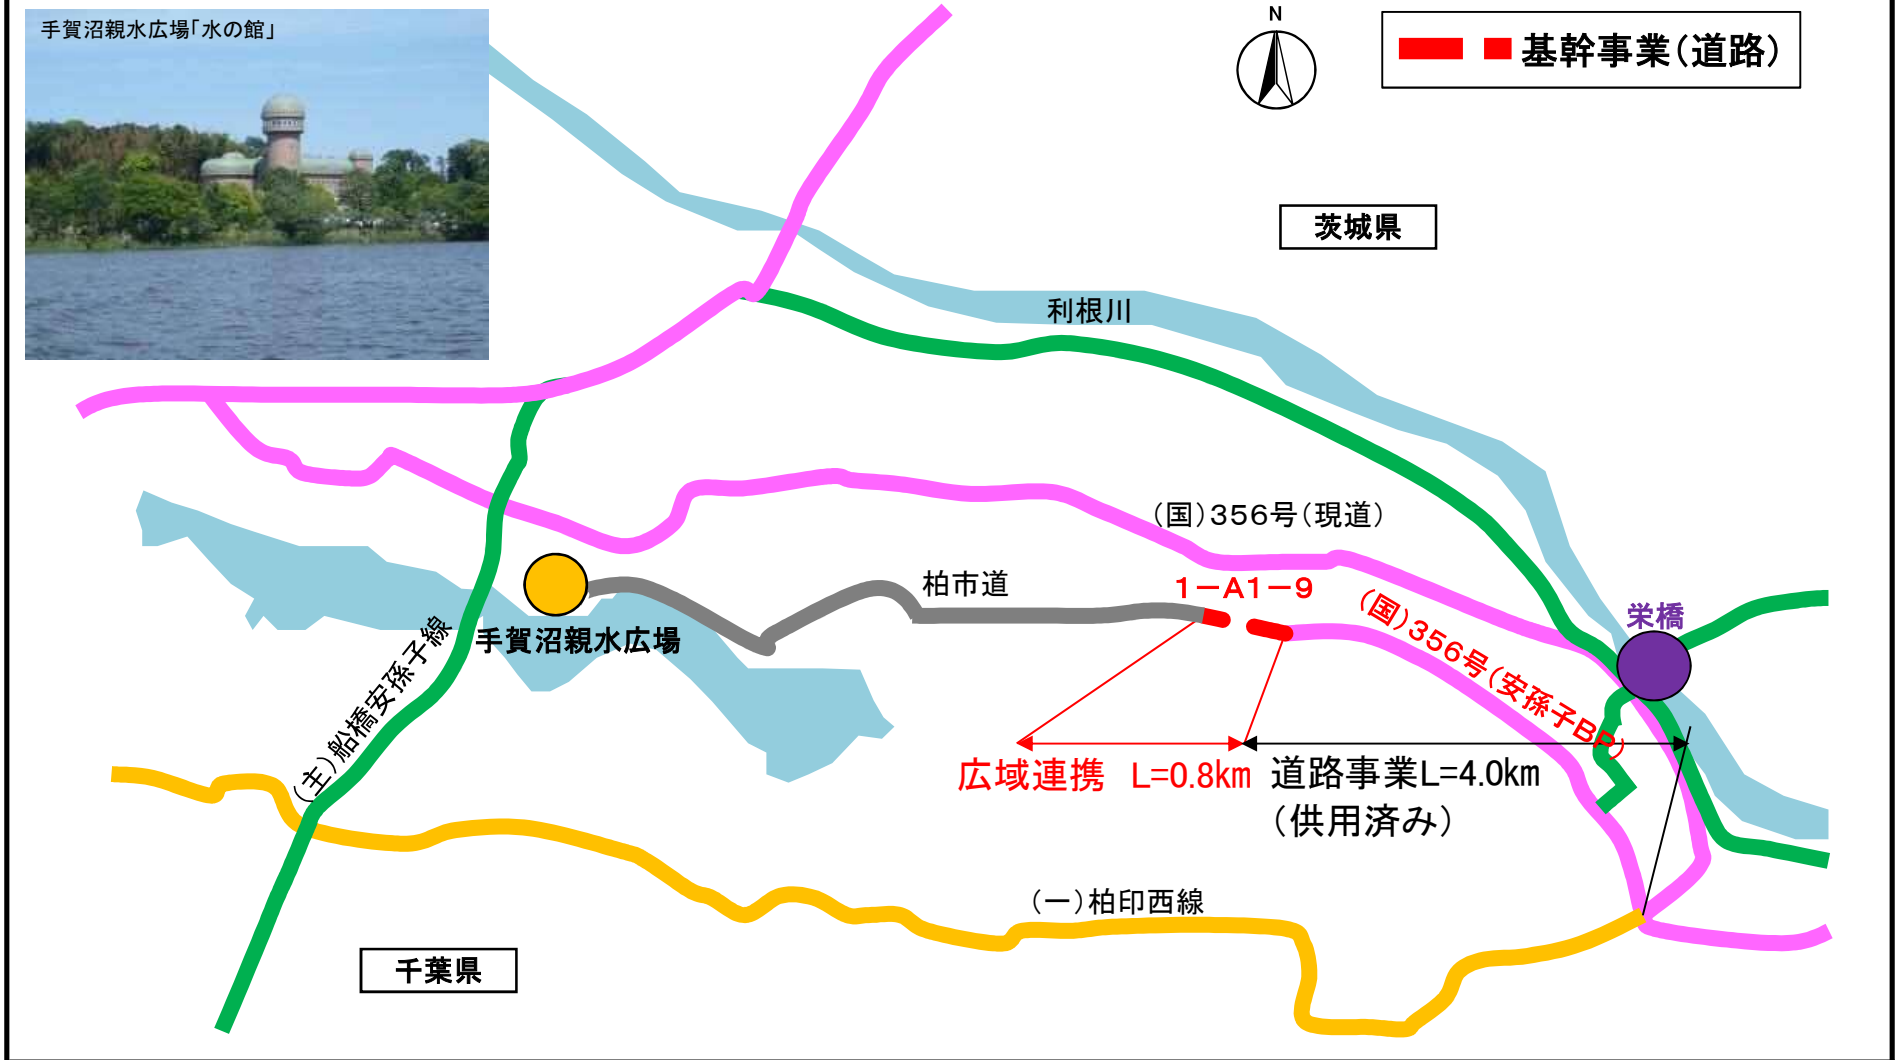 手賀沼親水広場「水の館」
N
基幹事業（道路）
茨城県
利根川
（国）３５６号（現道）
柏市道
１－Ａ１－９
（国）３５６号（安孫子ＢＰ）
栄橋
手賀沼親水広場
（主）船橋安孫子線
広域連携 L=0.8㎞
道路事業L=4.0㎞
（供用済み）
（一）柏印西線
千葉県